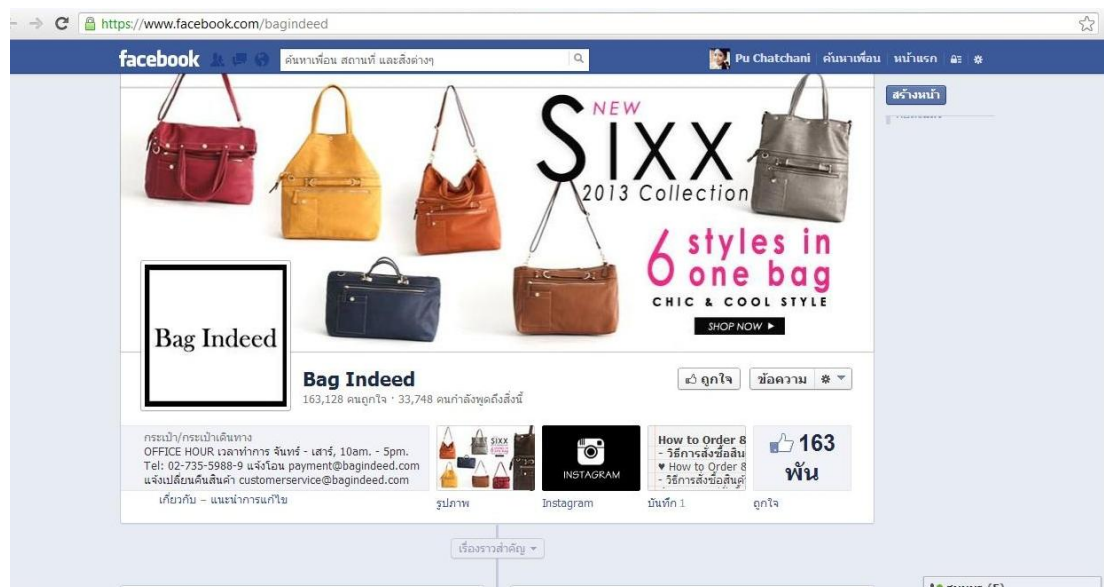 https://www.facebook.com/bagindeed
facebook
ค้นหาเพื่อน สถานที่ และสิ่งต่างๆ
Pu Chatchani
ค้นหาเพื่อน
หน้าแรก
สร้างหน้า
NEW
SIXX
2013 Collection
6 styles in
one bag
CHIC & COOL STYLE
SHOP NOW
Bag Indeed
Bag Indeed
163,128 คนถูกใจ · 33,748 คนกำลังพูดถึงสิ่งนี้
ถูกใจ
ข้อความ
กระเป๋า/กระเป๋าเดินทาง
OFFICE HOUR เวลาทำการ จันทร์ - เสาร์, 10am. - 5pm.
Tel: 02-735-5988-9 แจ้งโอน payment@bagindeed.com
แจ้งเปลี่ยนคืนสินค้า customerservice@bagindeed.com
เกี่ยวกับ – แนะนำการแก้ไข
SIXX
รูปภาพ
INSTAGRAM
Instagram
How to Order 8
- วิธีการสั่งซื้อสิน
♥ How to Order 8
- วิธีการสั่งซื้อสินค้
บันทึก 1
163
พัน
ถูกใจ
เรื่องราวสำคัญ